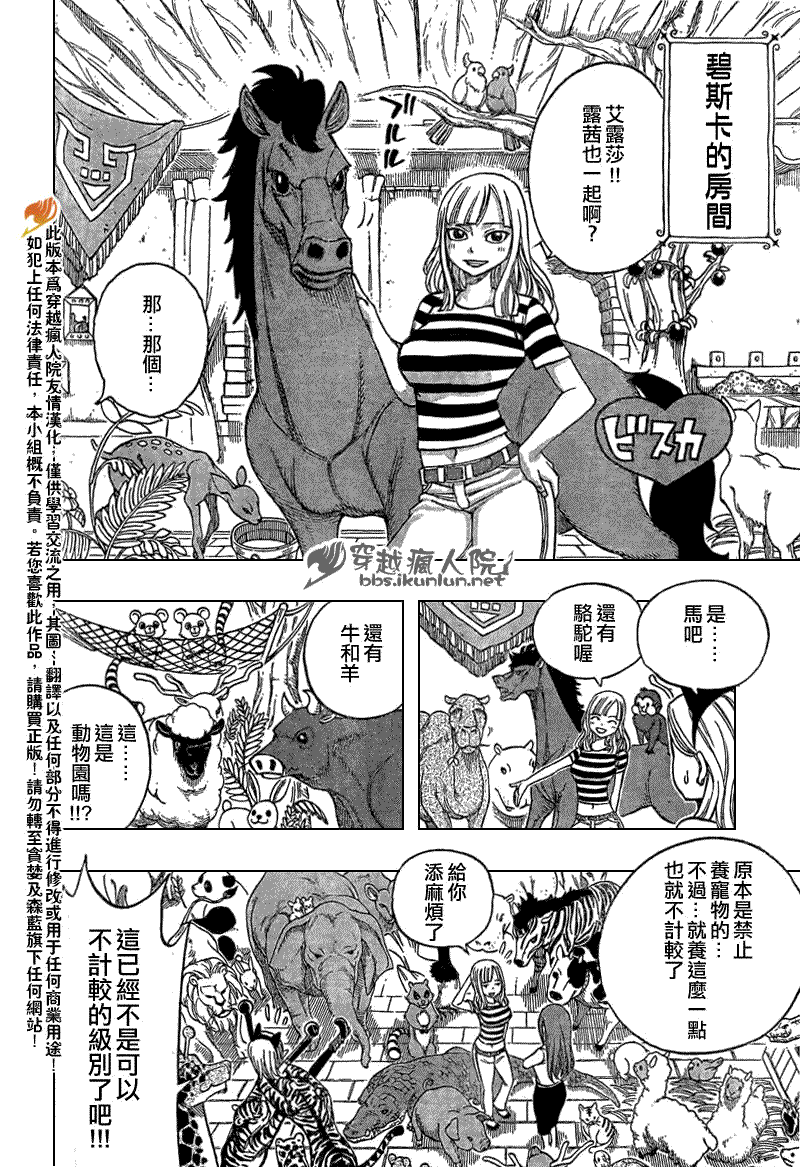 碧斯卡的房間
艾露莎!!
露茜也一起啊?
ブルルル
那…那個…
ビスカ
穿越瘋人院
bbs.ikunlun.net
是……
馬吧
還有
駱駝喔
還有
牛和羊
這……
這是
動物園嗎!!?
原本是禁止
養寵物的…
不過…就養這麼一點
也就不計較了
給你
添麻煩了
這已經不是可以
不計較的級別了吧!!!
此版本爲穿越瘋人院友情漢化,僅供學習交流之用,其圖、翻譯以及任何部分不得進行修改或用于任何商業用途!
如犯上任何法律責任,本小組概不負責。若您喜歡此作品,請購買正版!請勿轉至貪婪及森藍旗下任何網站!